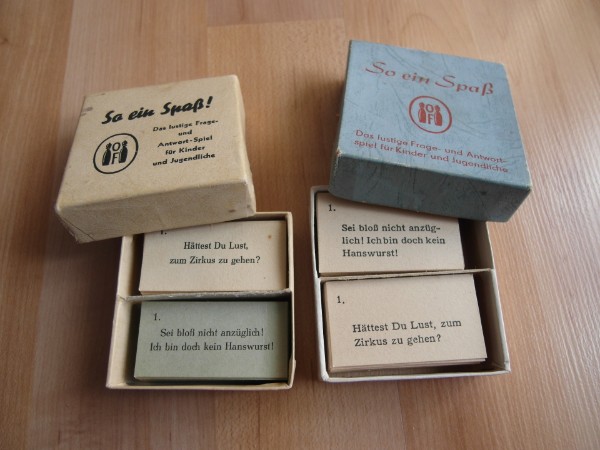 So ein Spaß!
OF
Das lustige Frage-
und
Antwort-Spiel
für Kinder
und Jugendliche
1.
Hättest Du Lust,
zum Zirkus zu gehen?
1.
Sei bloß nicht anzüglich!
Ich bin doch kein Hanswurst!
So ein Spaß
OF
Das lustige Frage- und Antwort-
spiel für Kinder und Jugendliche
1.
Sei bloß nicht anzüg-
lich! Ich bin doch kein
Hanswurst!
1.
Hättest Du Lust, zum
Zirkus zu gehen?